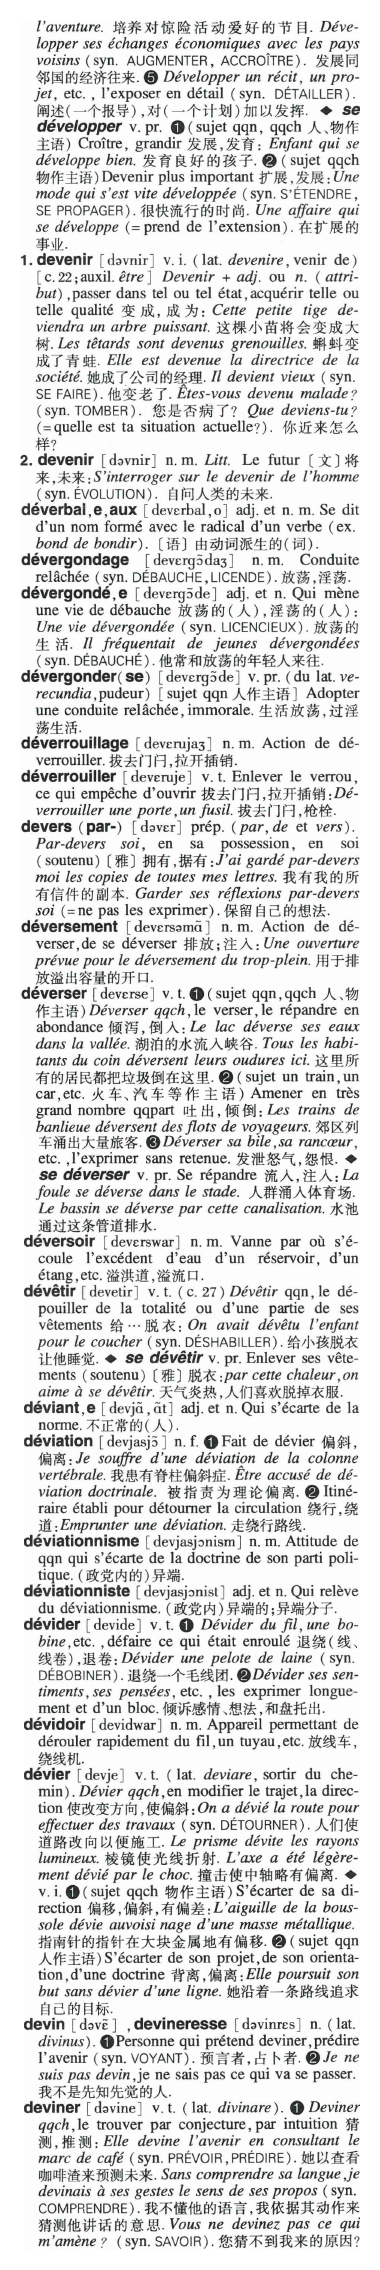 l'aventure. 培养对惊险活动爱好的节目. Déve-
lopper ses échanges économiques avec les pays
voisins (syn. AUGMENTER, ACCROÎTRE). 发展同
邻国的经济往来. ❺ Développer un récit, un pro-
jet, etc., l'exposer en détail (syn. DÉTAILLER).
阐述(一个报导),对(一个计划)加以发挥. ◆ se
développer v. pr. ❶ (sujet qqn, qqch 人、物作
主语) Croître, grandir 发展,发育: Enfant qui se
développe bien. 发育良好的孩子. ❷ (sujet qqch
物作主语) Devenir plus important 扩展,发展: Une
mode qui s'est vite développée (syn. S'ÉTENDRE,
SE PROPAGER). 很快流行的时尚. Une affaire qui
se développe (= prend de l'extension). 在扩展的
事业.
1. devenir [dəvnir] v. i. (lat. devenire, venir de)
[c. 22; auxil. être] Devenir + adj. ou n. (attri-
but), passer dans tel ou tel état, acquérir telle ou
telle qualité 变成,成为: Cette petite tige de-
viendra un arbre puissant. 这棵小苗将会变成大
树. Les têtards sont devenus grenouilles. 蝌蚪变
成了青蛙. Elle est devenue la directrice de la
société. 她成了公司的经理. Il devient vieux (syn.
SE FAIRE). 他变老了. Êtes-vous devenu malade?
(syn. TOMBER). 您是否病了? Que deviens-tu?
(= quelle est ta situation actuelle?). 你近来怎么
样?
2. devenir [dəvnir] n. m. Litt. Le futur [文]将
来,未来: S'interroger sur le devenir de l'homme
(syn. ÉVOLUTION). 自问人类的未来.
déverbal, e, aux [devɛrbal,o] adj. et n. m. Se dit
d'un nom formé avec le radical d'un verbe (ex.
bond de bondir). [语] 由动词派生的(词).
dévergondage [devɛrgɔ̃daʒ] n. m. Conduite
relâchée (syn. DÉBAUCHE, LICENDE). 放荡,淫荡.
dévergondé, e [devɛrgɔ̃de] adj. et n. Qui mène
une vie de débauche 放荡的(人),淫荡的(人):
Une vie dévergondée (syn. LICENCIEUX). 放荡的
生活. Il fréquentait de jeunes dévergondées
(syn. DÉBAUCHÉ). 他常和放荡的年轻人来往.
dévergonder(se) [devɛrgɔ̃de] v. pr. (du lat. ve-
recundia, pudeur) [sujet qqn 人作主语] Adopter
une conduite relâchée, immorale. 生活放荡,过淫
荡生活.
déverrouillage [deverujaʒ] n. m. Action de dé-
verrouiller. 拔去门闩,拉开插销.
déverrouiller [deveruje] v. t. Enlever le verrou,
ce qui empêche d'ouvrir 拔去门闩,拉开插销: Dé-
verrouiller une porte, un fusil. 拔去门闩,枪栓.
devers (par-) [dəvɛr] prép. (par, de et vers).
Par-devers soi, en sa possession, en soi
(soutenu) [雅] 拥有,据有: J'ai gardé par-devers
moi les copies de toutes mes lettres. 我有我的所
有信件的副本. Garder ses réflexions par-devers
soi (= ne pas les exprimer). 保留自己的想法.
déversement [devɛrsəmɑ̃] n. m. Action de dé-
verser, de se déverser 排放;注入: Une ouverture
prévue pour le déversement du trop-plein. 用于排
放溢出容量的开口.
déverser [devɛrse] v. t. ❶ (sujet qqn, qqch 人、物
作主语) Déverser qqch, le verser, le répandre en
abondance 倾泻,倒入: Le lac déverse ses eaux
dans la vallée. 湖泊的水流入峡谷. Tous les habi-
tants du coin déversent leurs oudures ici. 这里所
有的居民都把垃圾倒在这里. ❷ (sujet un train, un
car, etc. 火车、汽车等作主语) Amener en très
grand nombre qqpart 吐出,倾倒: Les trains de
banlieue déversent des flots de voyageurs. 郊区列
车涌出大量旅客. ❸ Déverser sa bile, sa rancœur,
etc., l'exprimer sans retenue. 发泄怒气,怨恨. ◆
se déverser v. pr. Se répandre 流入,注入: La
foule se déverse dans le stade. 人群涌入体育场.
Le bassin se déverse par cette canalisation. 水池
通过这条管道排水.
déversoir [devɛrswar] n. m. Vanne par où s'é-
coule l'excédent d'eau d'un réservoir, d'un
étang, etc. 溢洪道,溢流口.
dévêtir [devetir] v. t. (c. 27) Dévêtir qqn, le dé-
pouiller de la totalité ou d'une partie de ses
vêtements 给…脱衣: On avait dévêtu l'enfant
pour le coucher (syn. DÉSHABILLER). 给小孩脱衣
让他睡觉. ◆ se dévêtir v. pr. Enlever ses vête-
ments (soutenu) [雅] 脱衣: par cette chaleur, on
aime à se dévêtir. 天气炎热,人们喜欢脱掉衣服.
déviant, e [devjɑ̃,ɑ̃t] adj. et n. Qui s'écarte de la
norme. 不正常的(人).
déviation [devjasjɔ̃] n. f. ❶ Fait de dévier 偏斜,
偏离: Je souffre d'une déviation de la colonne
vertébrale. 我患有脊柱偏斜症. Être accusé de dé-
viation doctrinale. 被指责为理论偏离. ❷ Itiné-
raire établi pour détourner la circulation 绕行,绕
道: Emprunter une déviation. 走绕行路线.
déviationnisme [devjasjɔnism] n. m. Attitude de
qqn qui s'écarte de la doctrine de son parti poli-
tique. (政党内的)异端.
déviationniste [devjasjɔnist] adj. et n. Qui relève
du déviationnisme. (政党内)异端的;异端分子.
dévider [devide] v. t. ❶ Dévider du fil, une bo-
bine, etc., défaire ce qui était enroulé 退绕(线、
线卷),退卷: Dévider une pelote de laine (syn.
DÉBOBINER). 退绕一个毛线团. ❷ Dévider ses sen-
timents, ses pensées, etc., les exprimer longue-
ment et d'un bloc. 倾诉感情、想法,和盘托出.
dévidoir [devidwar] n. m. Appareil permettant de
dérouler rapidement du fil, un tuyau, etc. 放线车,
绕线机.
dévier [devje] v. t. (lat. deviare, sortir du che-
min). Dévier qqch, en modifier le trajet, la direc-
tion 使改变方向,使偏斜: On a dévié la route pour
effectuer des travaux (syn. DÉTOURNER). 人们使
道路改向以便施工. Le prisme dévite les rayons
lumineux. 棱镜使光线折射. L'axe a été légère-
ment dévié par le choc. 撞击使中轴略有偏离. ◆
v. i. ❶ (sujet qqch 物作主语) S'écarter de sa di-
rection 偏移,偏斜,有偏差: L'aiguille de la bous-
sole dévie auvoisi nage d'une masse métallique.
指南针的指针在大块金属地有偏移. ❷ (sujet qqn
人作主语) S'écarter de son projet, de son orienta-
tion, d'une doctrine 背离,偏离: Elle poursuit son
but sans dévier d'une ligne. 她沿着一条路线追求
自己的目标.
devin [dəvɛ̃], devineresse [dəvinrɛs] n. (lat.
divinus). ❶ Personne qui prétend deviner, prédire
l'avenir (syn. VOYANT). 预言者,占卜者. ❷ Je ne
suis pas devin, je ne sais pas ce qui va se passer.
我不是先知先觉的人.
deviner [dəvine] v. t. (lat. divinare). ❶ Deviner
qqch, le trouver par conjecture, par intuition 猜
测,推测: Elle devine l'avenir en consultant le
marc de café (syn. PRÉVOIR, PRÉDIRE). 她以查看
咖啡渣来预测未来. Sans comprendre sa langue, je
devinais à ses gestes le sens de ses propos (syn.
COMPRENDRE). 我不懂他的语言,我依据其动作来
猜测他讲话的意思. Vous ne devinez pas ce qui
m'amène? (syn. SAVOIR). 您猜不到我来的原因?